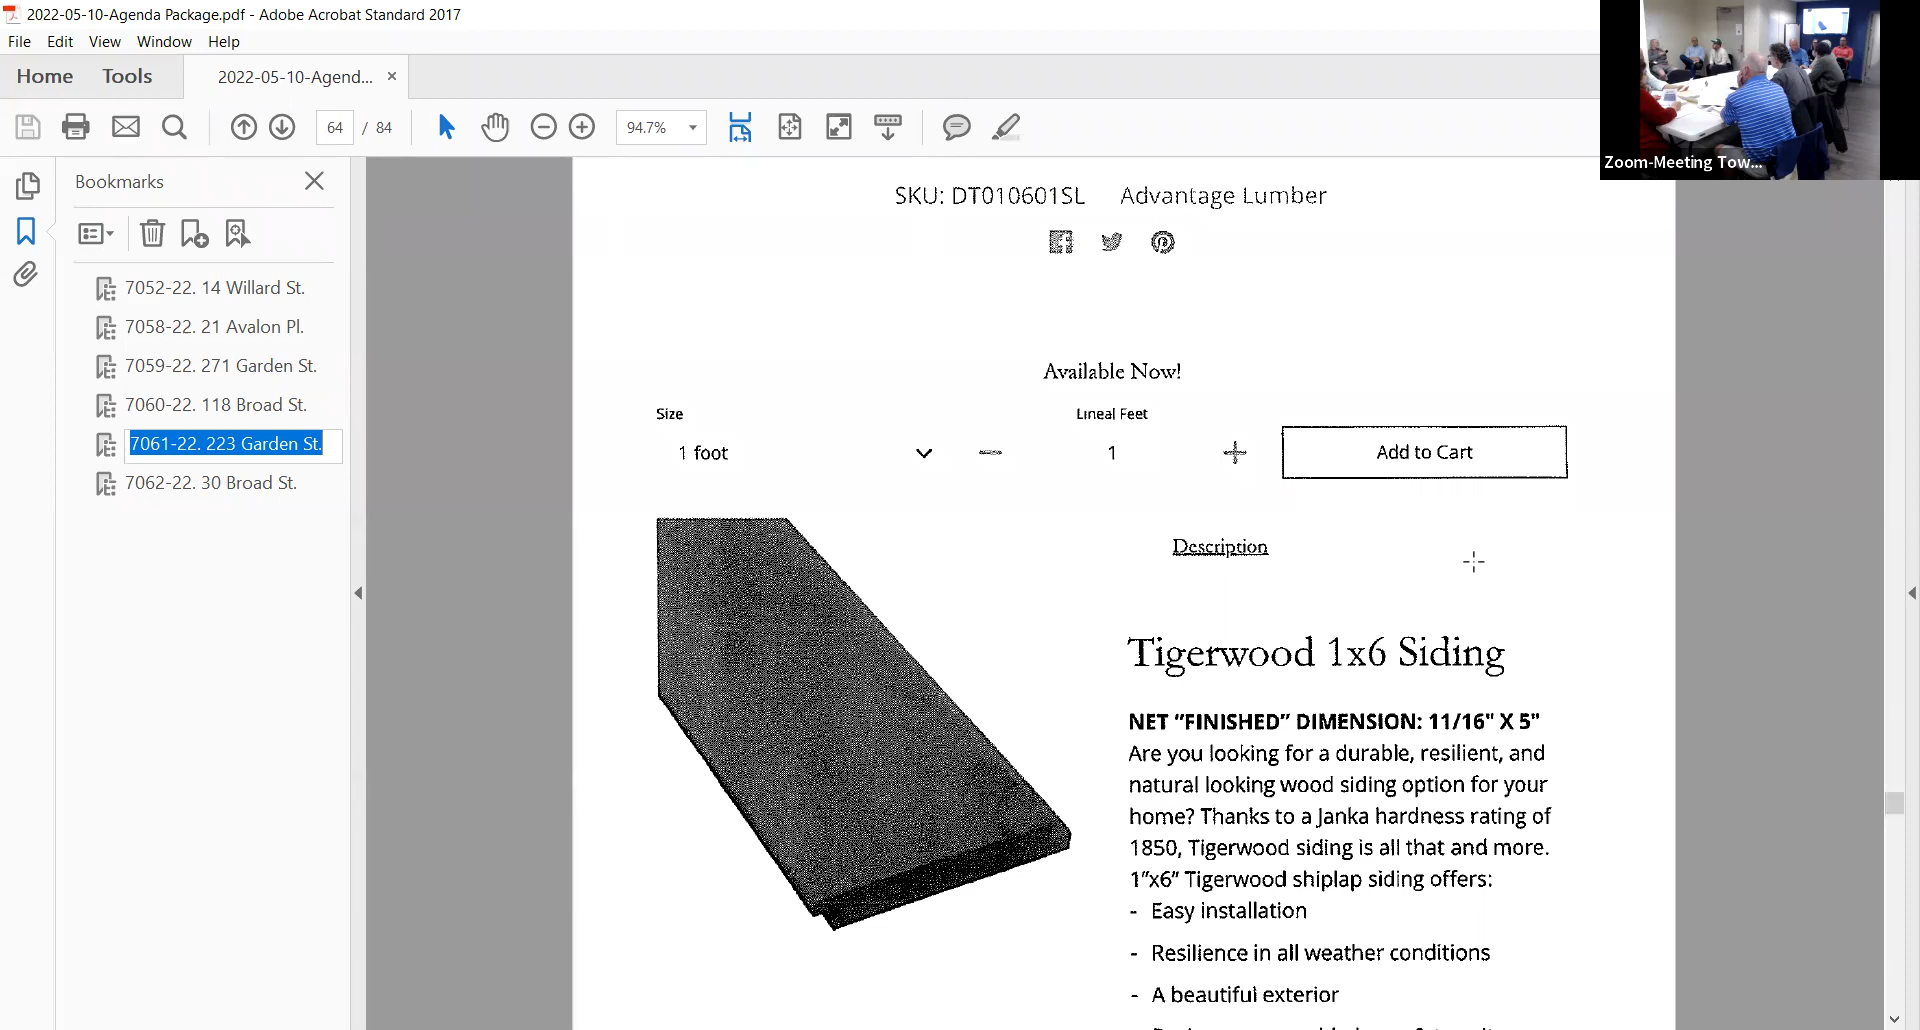 2022-05-10-Agenda Package.pdf - Adobe Acrobat Standard 2017
File Edit View Window Help
Home Tools 2022-05-10-Agend... ×
64 / 84 94.7%
Zoom-Meeting Tow...
Bookmarks
7052-22. 14 Willard St.
7058-22. 21 Avalon Pl.
7059-22. 271 Garden St.
7060-22. 118 Broad St.
7061-22. 223 Garden St.
7062-22. 30 Broad St.
SKU: DT010601SL Advantage Lumber
Available Now!
Size Lineal Feet
1 foot 1 Add to Cart
Description
Tigerwood 1x6 Siding
NET “FINISHED” DIMENSION: 11/16" X 5"
Are you looking for a durable, resilient, and
natural looking wood siding option for your
home? Thanks to a Janka hardness rating of
1850, Tigerwood siding is all that and more.
1”x6” Tigerwood shiplap siding offers:
- Easy installation
- Resilience in all weather conditions
- A beautiful exterior